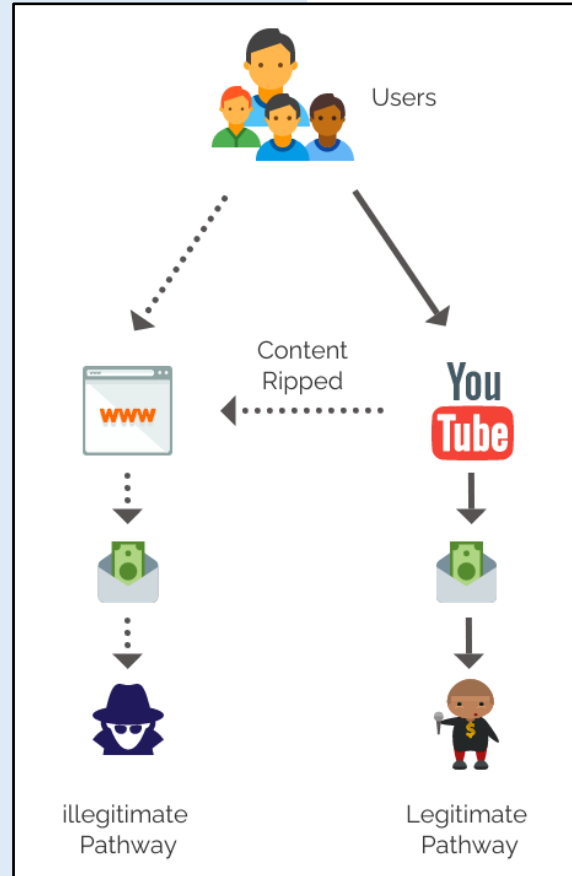 Users
Content
Ripped
www
You
Tube
$
illegitimate
Pathway
Legitimate
Pathway